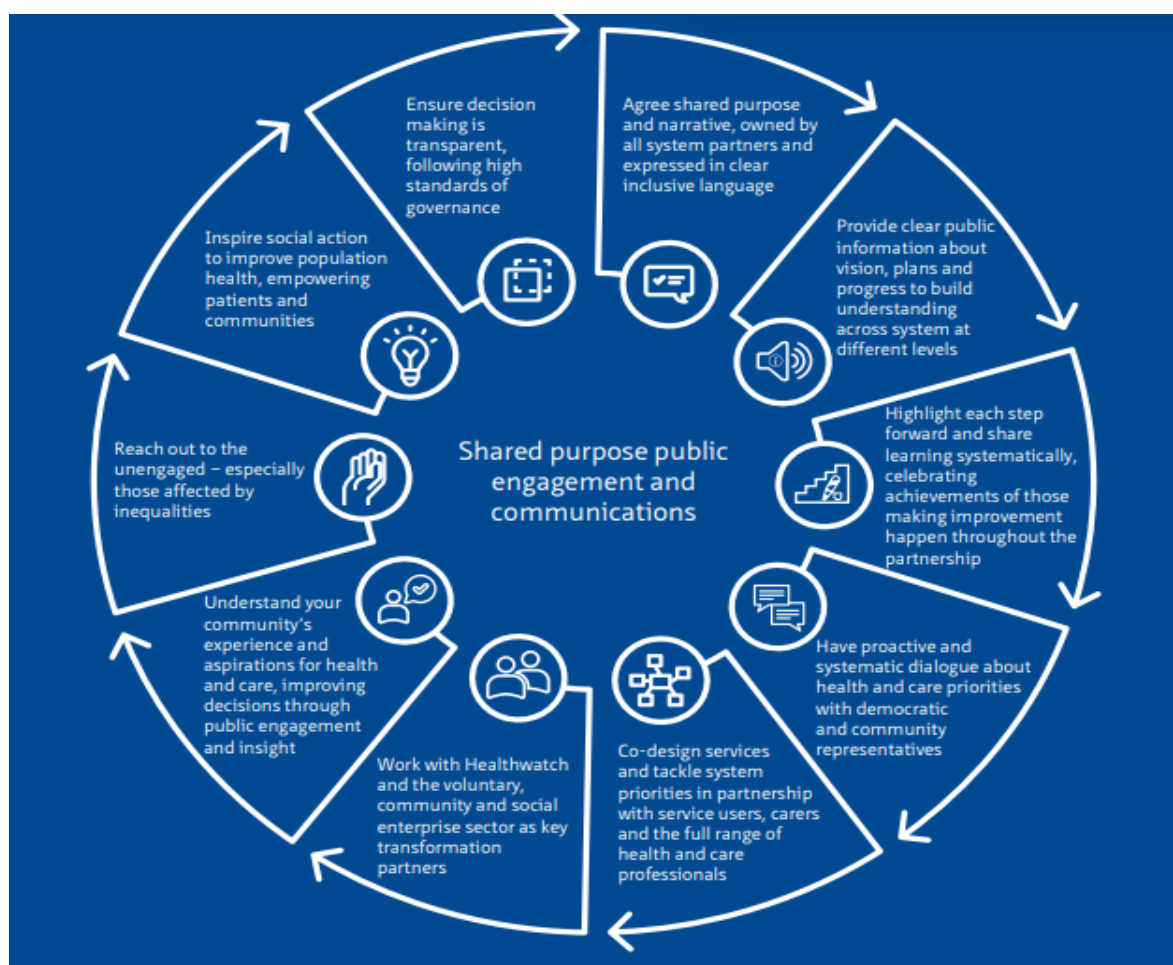 Shared purpose public
engagement and
communications
Agree shared purpose
and narrative, owned by
all system partners and
expressed in clear
inclusive language
Provide clear public
information about
vision, plans and
progress to build
understanding
across system at
different levels
Highlight each step
forward and share
learning systematically,
celebrating
achievements of those
making improvement
happen throughout the
partnership
Have proactive and
systematic dialogue about
health and care priorities
with democratic
and community
representatives
Co-design services
and tackle system
priorities in partnership
with service users, carers
and the full range of
health and care
professionals
Work with Healthwatch
and the voluntary,
community and social
enterprise sector as key
transformation
partners
Understand your
community’s
experience and
aspirations for health
and care, improving
decisions through
public engagement
and insight
Reach out to the
unengaged – especially
those affected by
inequalities
Inspire social action
to improve population
health, empowering
patients and
communities
Ensure decision
making is
transparent,
following high
standards of
governance